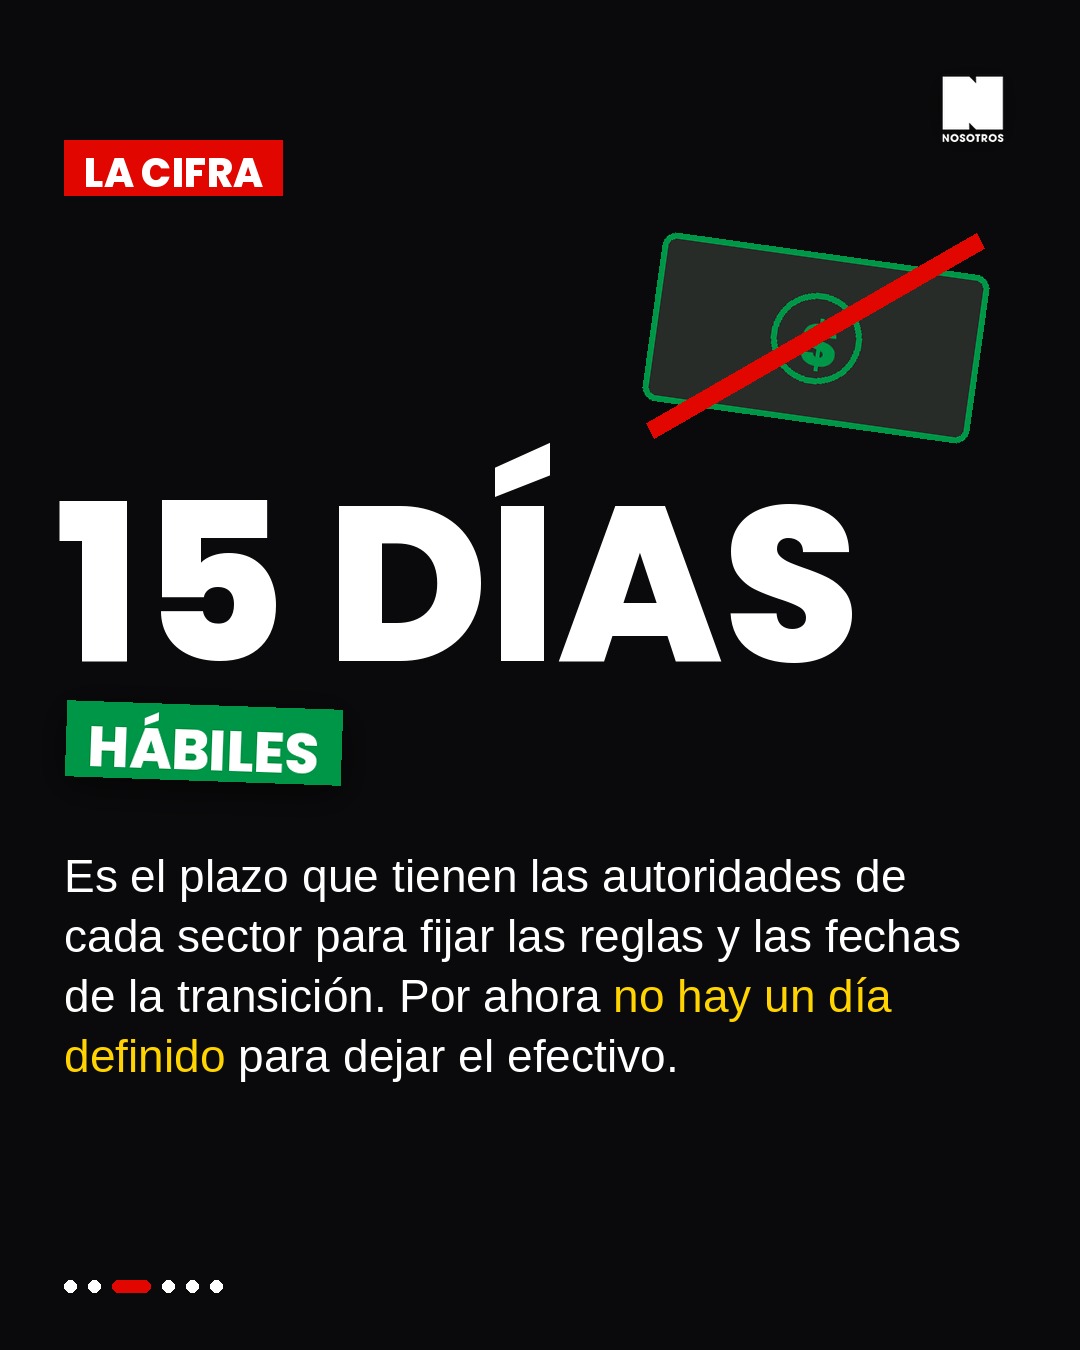 NOSOTROS
LA CIFRA
$
15 DÍAS
HÁBILES
Es el plazo que tienen las autoridades de
cada sector para fijar las reglas y las fechas
de la transición. Por ahora no hay un día
definido para dejar el efectivo.